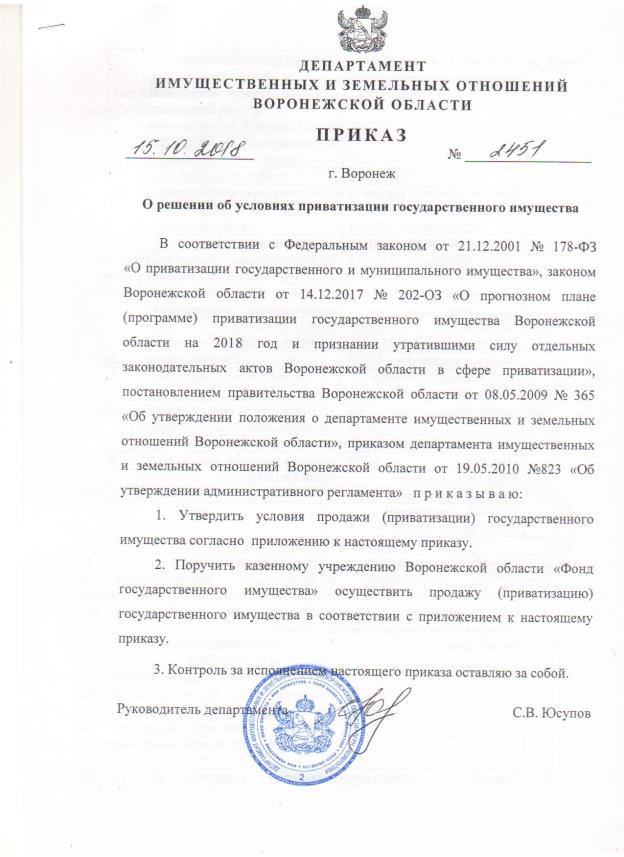 ДЕПАРТАМЕНТ
ИМУЩЕСТВЕННЫХ И ЗЕМЕЛЬНЫХ ОТНОШЕНИЙ
ВОРОНЕЖСКОЙ ОБЛАСТИ
ПРИКАЗ
15.10.2018 № 2451
г. Воронеж
О решении об условиях приватизации государственного имущества
В соответствии с Федеральным законом от 21.12.2001 № 178-ФЗ
«О приватизации государственного и муниципального имущества», законом
Воронежской области от 14.12.2017 № 202-ОЗ «О прогнозном плане
(программе) приватизации государственного имущества Воронежской
области на 2018 год и признании утратившими силу отдельных
законодательных актов Воронежской области в сфере приватизации»,
постановлением правительства Воронежской области от 08.05.2009 № 365
«Об утверждении положения о департаменте имущественных и земельных
отношений Воронежской области», приказом департамента имущественных
и земельных отношений Воронежской области от 19.05.2010 №823 «Об
утверждении административного регламента» п р и к а з ы в а ю:
1. Утвердить условия продажи (приватизации) государственного
имущества согласно приложению к настоящему приказу.
2. Поручить казенному учреждению Воронежской области «Фонд
государственного имущества» осуществить продажу (приватизацию)
государственного имущества в соответствии с приложением к настоящему
приказу.
3. Контроль за исполнением настоящего приказа оставляю за собой.
Руководитель департамента С.В. Юсупов
2